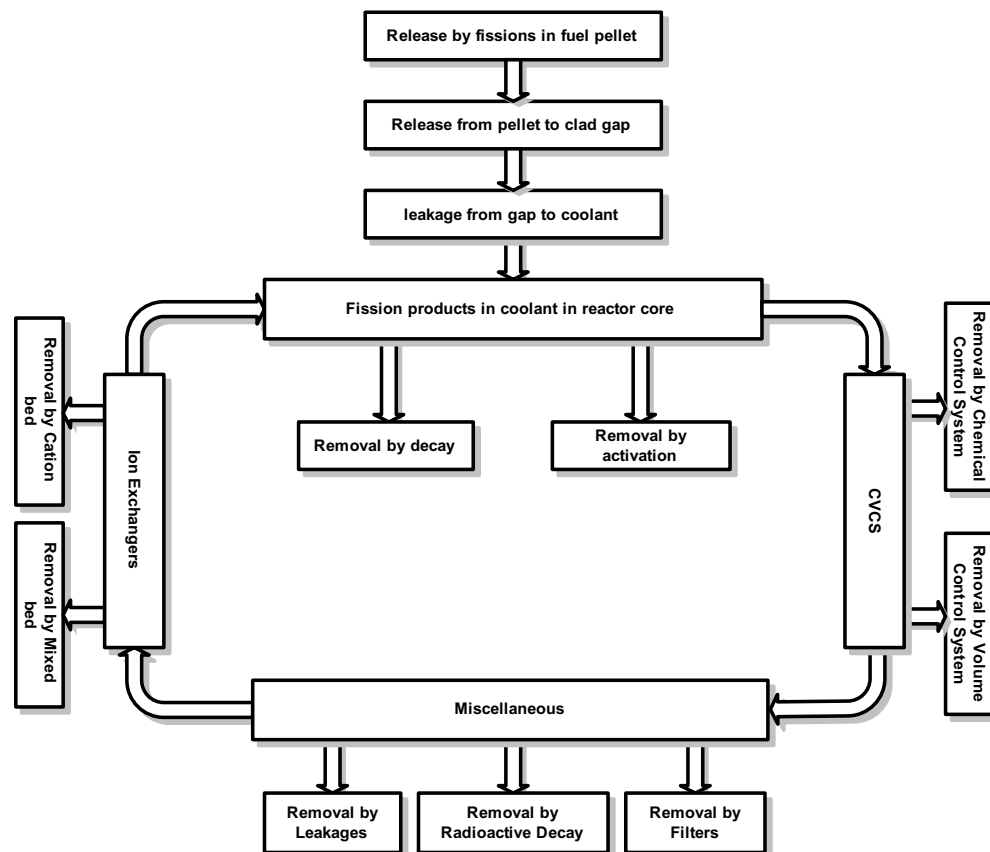 Release by fissions in fuel pellet
Release from pellet to clad gap
leakage from gap to coolant
Fission products in coolant in reactor core
Removal by Cation
bed
Removal by Chemical
Control System
Removal by decay
Removal by
activation
Ion Exchangers
CVCS
Removal by Mixed
bed
Removal by Volume
Control System
Miscellaneous
Removal by
Leakages
Removal by
Radioactive Decay
Removal by
Filters